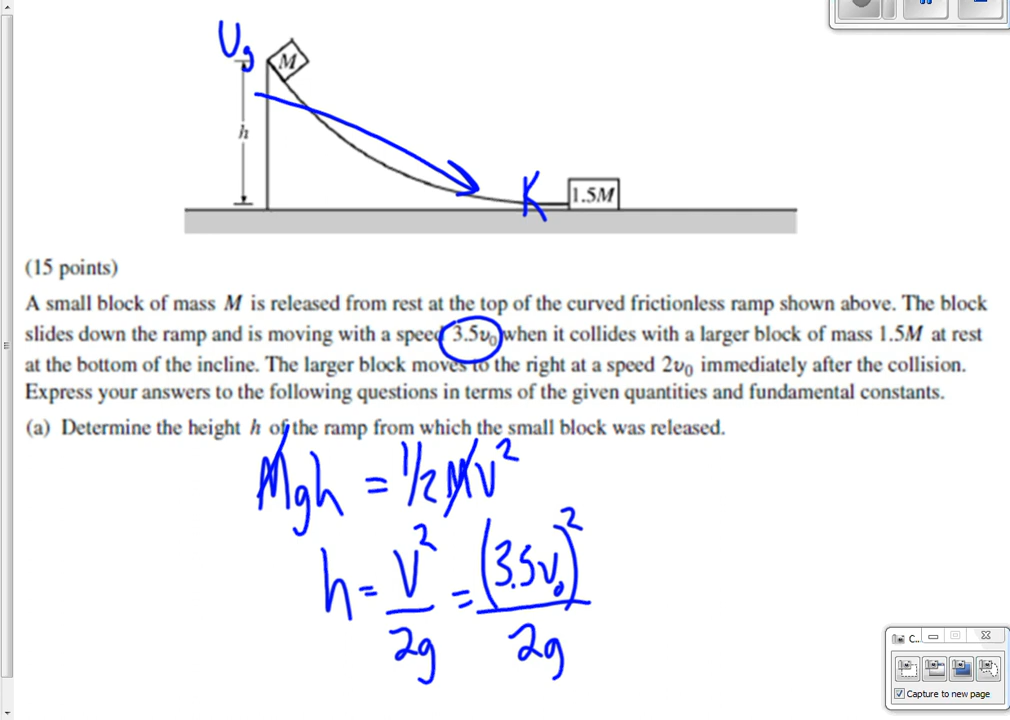 Ug
M
h
K
1.5M
(15 points)
A small block of mass M is released from rest at the top of the curved frictionless ramp shown above. The block
slides down the ramp and is moving with a speed 3.5v₀ when it collides with a larger block of mass 1.5M at rest
at the bottom of the incline. The larger block moves to the right at a speed 2v₀ immediately after the collision.
Express your answers to the following questions in terms of the given quantities and fundamental constants.
(a) Determine the height h of the ramp from which the small block was released.
Mgh = 1/2 Mv²
h = v²/2g = (3.5v₀)²/2g
C..
Capture to new page